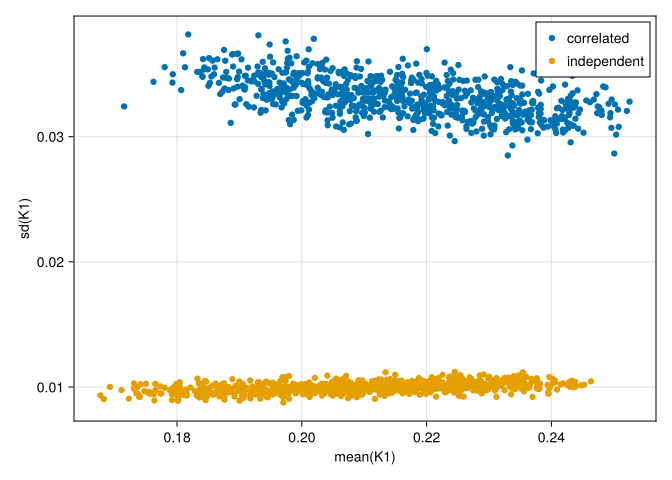 correlated
independent
0.03
0.02
0.01
sd(K1)
0.18 0.20 0.22 0.24
mean(K1)